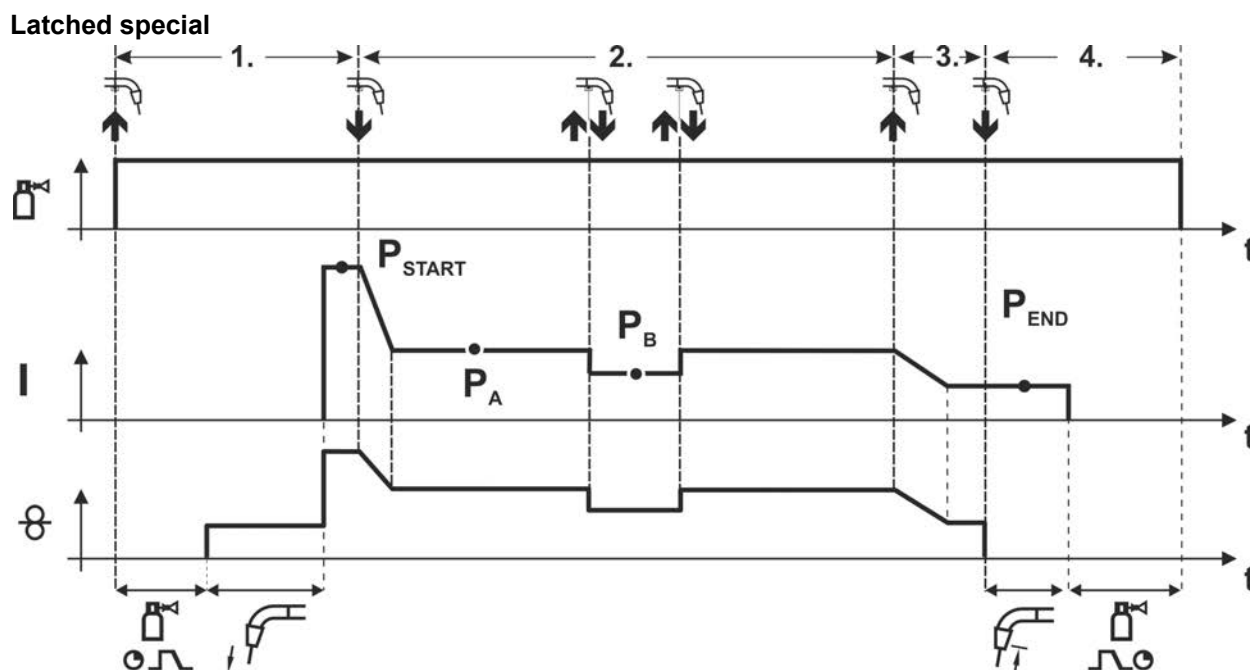 Latched special
1. 2. 3. 4.
t
P START
P END
P B
P A
I
t
t